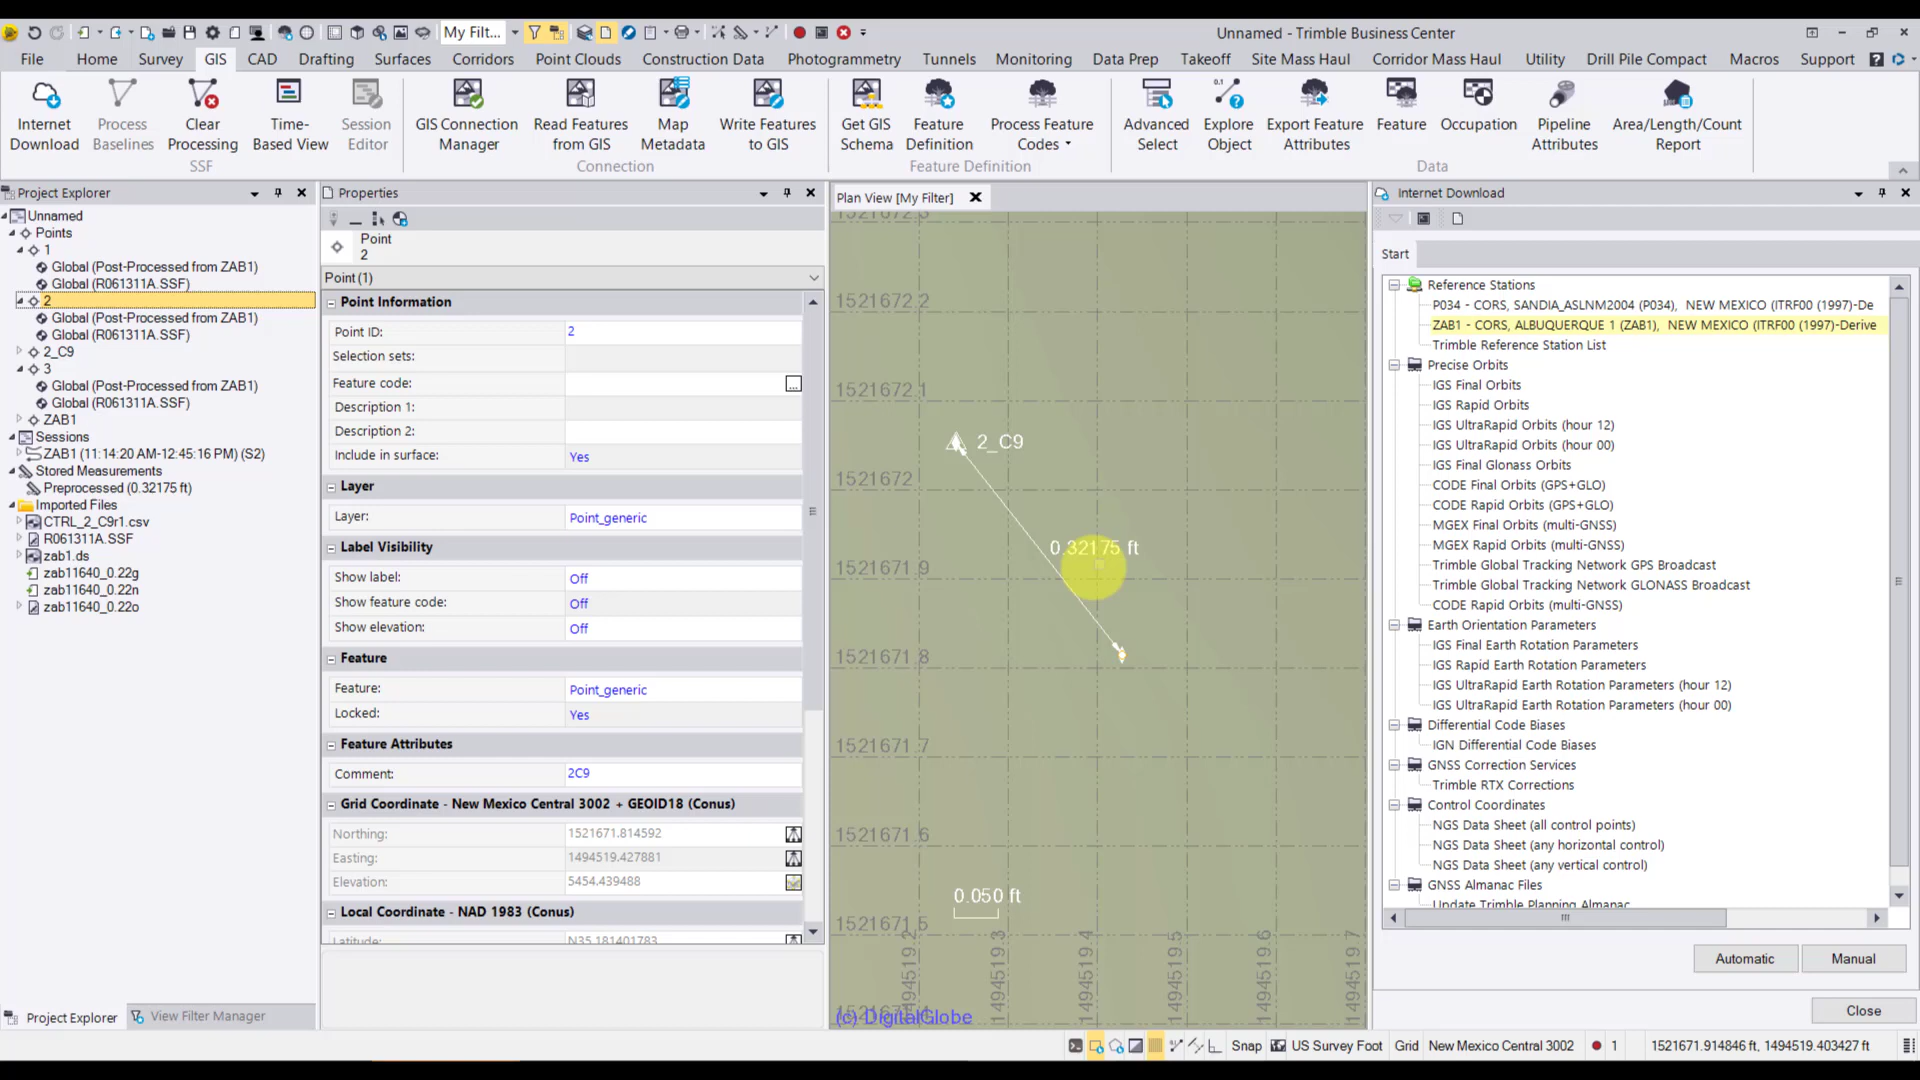 My Filt...
Unnamed - Trimble Business Center
File Home Survey GIS CAD Drafting Surfaces Corridors Point Clouds Construction Data Photogrammetry Tunnels Monitoring Data Prep Takeoff Site Mass Haul Corridor Mass Haul Utility Drill Pile Compact Macros Support
Internet Download
Process Baselines
Clear Processing
Time-Based View
Session Editor
SSF
GIS Connection Manager
Read Features from GIS
Map Metadata
Write Features to GIS
Connection
Get GIS Schema
Feature Definition
Process Feature Codes
Feature Definition
Advanced Select
Explore Object
Export Feature Attributes
Feature
Occupation
Pipeline Attributes
Area/Length/Count Report
Data
Project Explorer
Unnamed
Points
1
Global (Post-Processed from ZAB1)
Global (R061311A.SSF)
2
Global (Post-Processed from ZAB1)
Global (R061311A.SSF)
2_C9
3
Global (Post-Processed from ZAB1)
Global (R061311A.SSF)
ZAB1
Sessions
ZAB1 (11:14:20 AM-12:45:16 PM) (S2)
Stored Measurements
Preprocessed (0.32175 ft)
Imported Files
CTRL_2_C9r1.csv
R061311A.SSF
zab1.ds
zab11640_0.22g
zab11640_0.22n
zab11640_0.22o
Project Explorer
View Filter Manager
Properties
Point
2
Point (1)
Point Information
Point ID: 2
Selection sets:
Feature code: ...
Description 1:
Description 2:
Include in surface: Yes
Layer
Layer: Point_generic
Label Visibility
Show label: Off
Show feature code: Off
Show elevation: Off
Feature
Feature: Point_generic
Locked: Yes
Feature Attributes
Comment: 2C9
Grid Coordinate - New Mexico Central 3002 + GEOID18 (Conus)
Northing: 1521671.814592
Easting: 1494519.427881
Elevation: 5454.439488
Local Coordinate - NAD 1983 (Conus)
Latitude: N35.181401783
Plan View [My Filter]
1521672.3
1521672.2
1521672.1
2_C9
1521672
0.32175 ft
1521671.9
1521671.8
1521671.7
1521671.6
0.050 ft
1521671.5
1494519.2
1494519.3
1494519.4
1494519.5
1494519.6
1494519.7
(c) DigitalGlobe
Internet Download
Start
Reference Stations
P034 - CORS, SANDIA_ASLNM2004 (P034), NEW MEXICO (ITRF00 (1997)-De
ZAB1 - CORS, ALBUQUERQUE 1 (ZAB1), NEW MEXICO (ITRF00 (1997)-Derive
Trimble Reference Station List
Precise Orbits
IGS Final Orbits
IGS Rapid Orbits
IGS UltraRapid Orbits (hour 12)
IGS UltraRapid Orbits (hour 00)
IGS Final Glonass Orbits
CODE Final Orbits (GPS+GLO)
CODE Rapid Orbits (GPS+GLO)
MGEX Final Orbits (multi-GNSS)
MGEX Rapid Orbits (multi-GNSS)
Trimble Global Tracking Network GPS Broadcast
Trimble Global Tracking Network GLONASS Broadcast
CODE Rapid Orbits (multi-GNSS)
Earth Orientation Parameters
IGS Final Earth Rotation Parameters
IGS Rapid Earth Rotation Parameters
IGS UltraRapid Earth Rotation Parameters (hour 12)
IGS UltraRapid Earth Rotation Parameters (hour 00)
Differential Code Biases
IGN Differential Code Biases
GNSS Correction Services
Trimble RTX Corrections
Control Coordinates
NGS Data Sheet (all control points)
NGS Data Sheet (any horizontal control)
NGS Data Sheet (any vertical control)
GNSS Almanac Files
Update Trimble Planning Almanac
Automatic
Manual
Close
Snap US Survey Foot Grid New Mexico Central 3002 1 1521671.914846 ft, 1494519.403427 ft